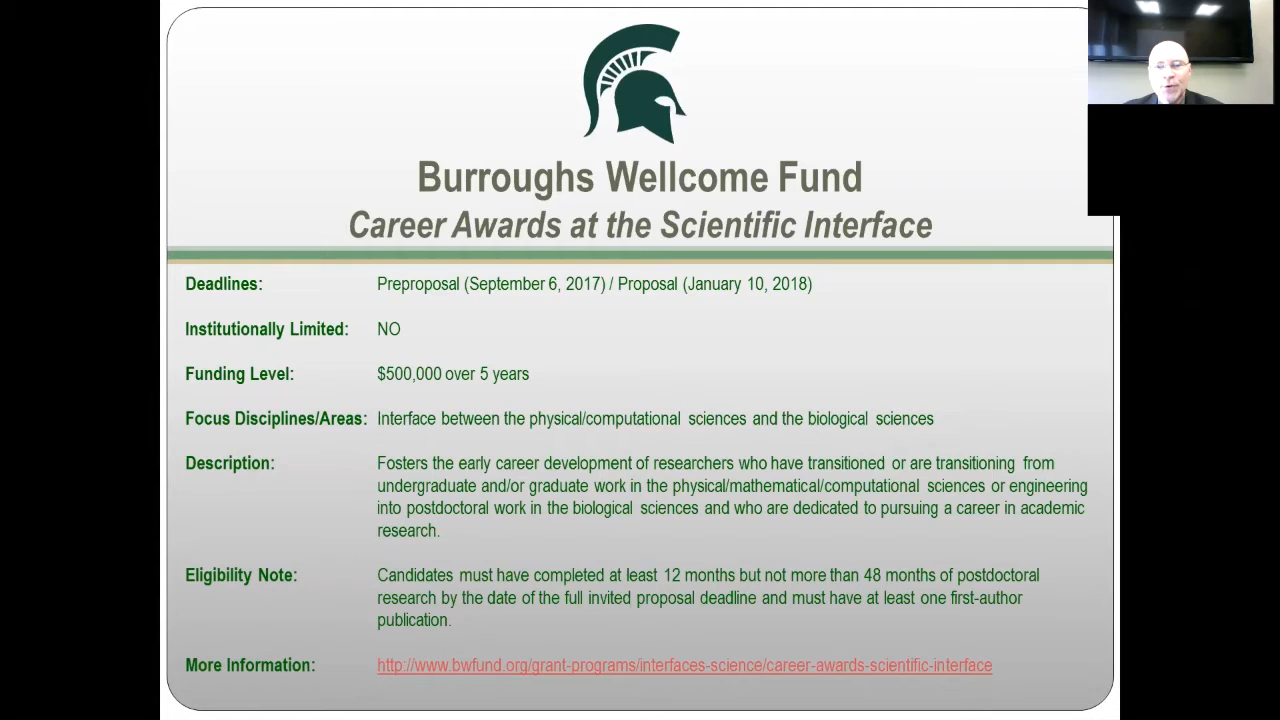 Burroughs Wellcome Fund
Career Awards at the Scientific Interface
Deadlines: Preproposal (September 6, 2017) / Proposal (January 10, 2018)
Institutionally Limited: NO
Funding Level: $500,000 over 5 years
Focus Disciplines/Areas: Interface between the physical/computational sciences and the biological sciences
Description: Fosters the early career development of researchers who have transitioned or are transitioning from
undergraduate and/or graduate work in the physical/mathematical/computational sciences or engineering
into postdoctoral work in the biological sciences and who are dedicated to pursuing a career in academic
research.
Eligibility Note: Candidates must have completed at least 12 months but not more than 48 months of postdoctoral
research by the date of the full invited proposal deadline and must have at least one first-author
publication.
More Information: http://www.bwfund.org/grant-programs/interfaces-science/career-awards-scientific-interface